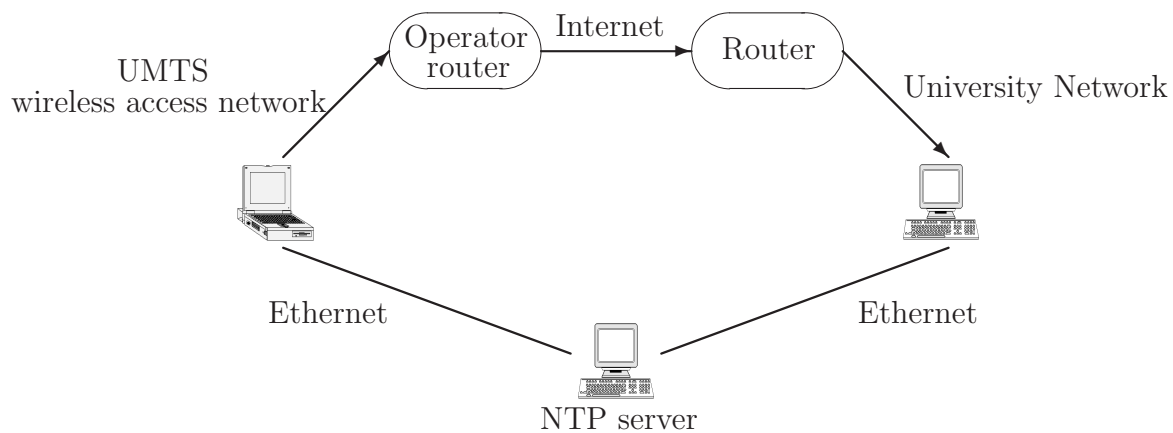 Internet
Operator
router
Router
UMTS
wireless access network
University Network
Ethernet
Ethernet
NTP server